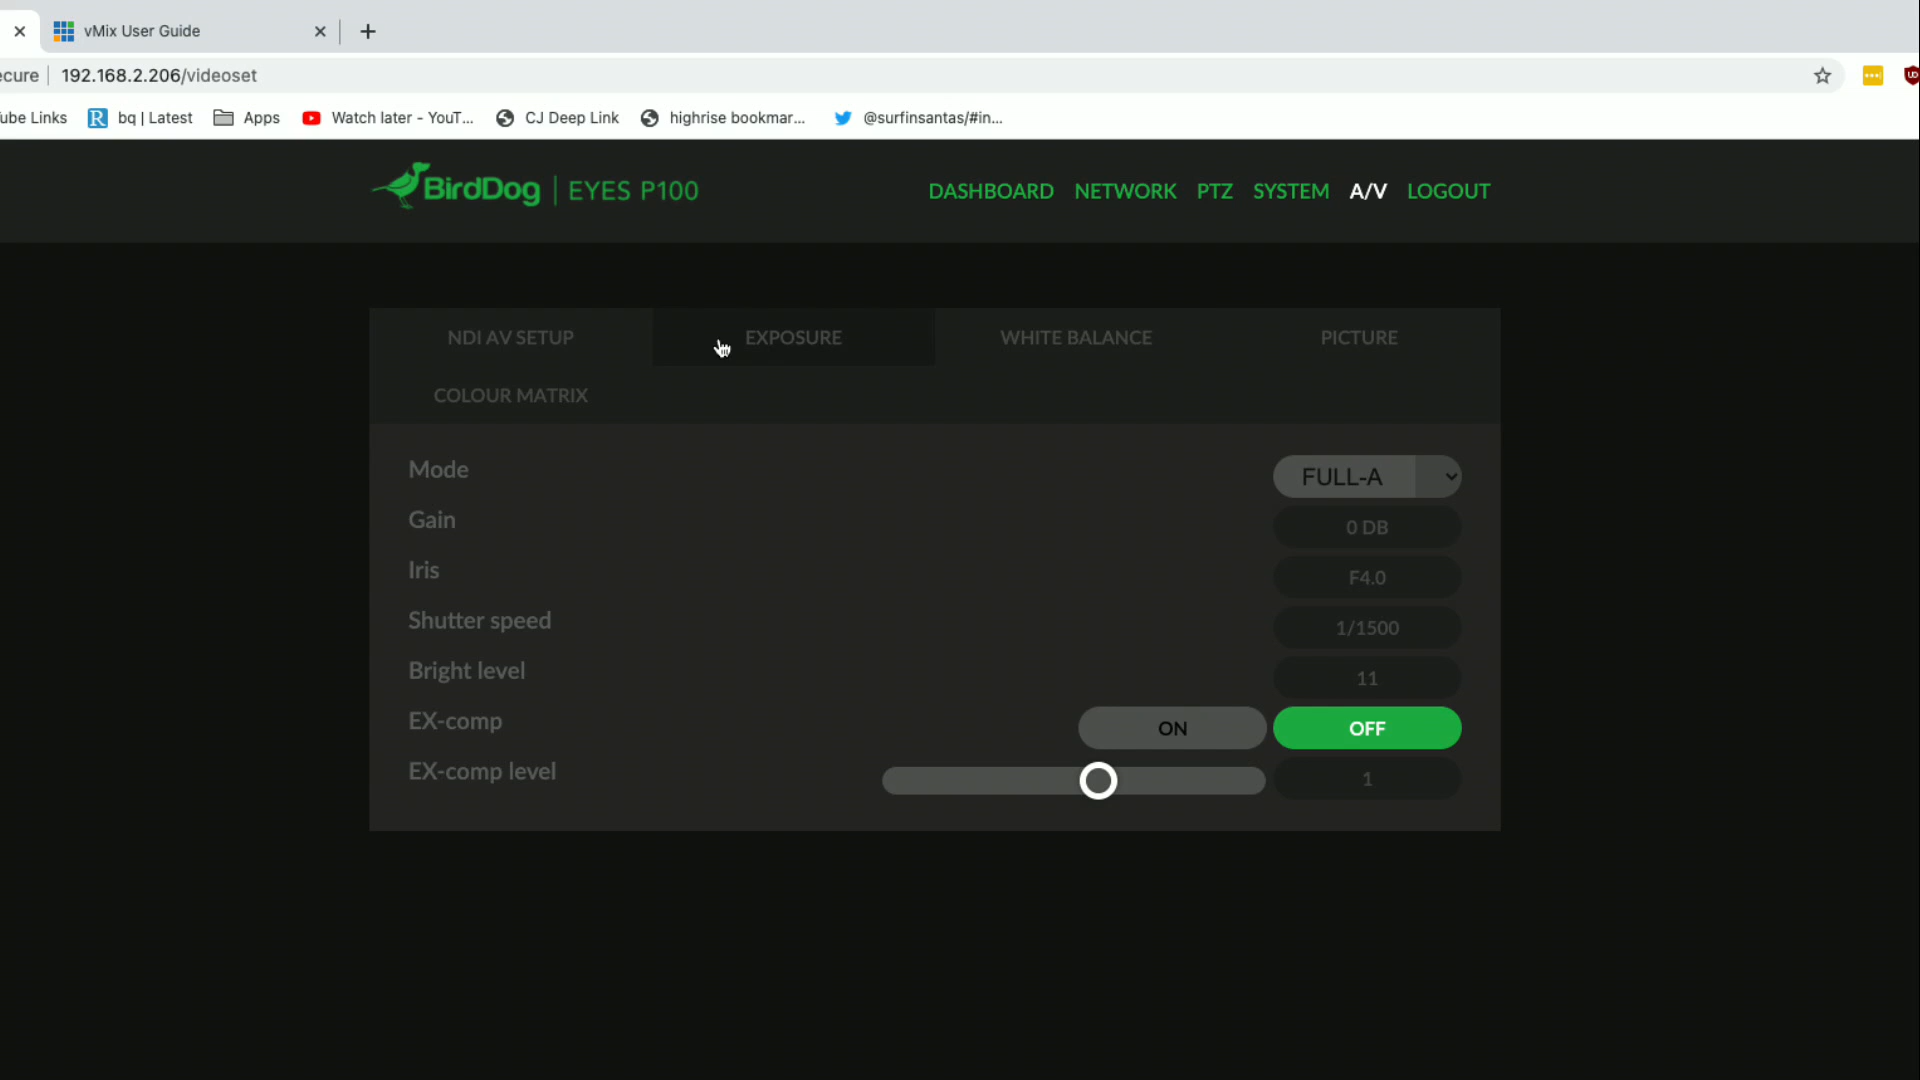 vMix User Guide
ecure 192.168.2.206/videoset
ube Links bq | Latest Apps Watch later - YouT... CJ Deep Link highrise bookmar... @surfinsantas/#in...
BirdDog | EYES P100 DASHBOARD NETWORK PTZ SYSTEM A/V LOGOUT
NDI AV SETUP EXPOSURE WHITE BALANCE PICTURE
COLOUR MATRIX
Mode FULL-A
Gain 0 DB
Iris F4.0
Shutter speed 1/1500
Bright level 11
EX-comp ON OFF
EX-comp level 1